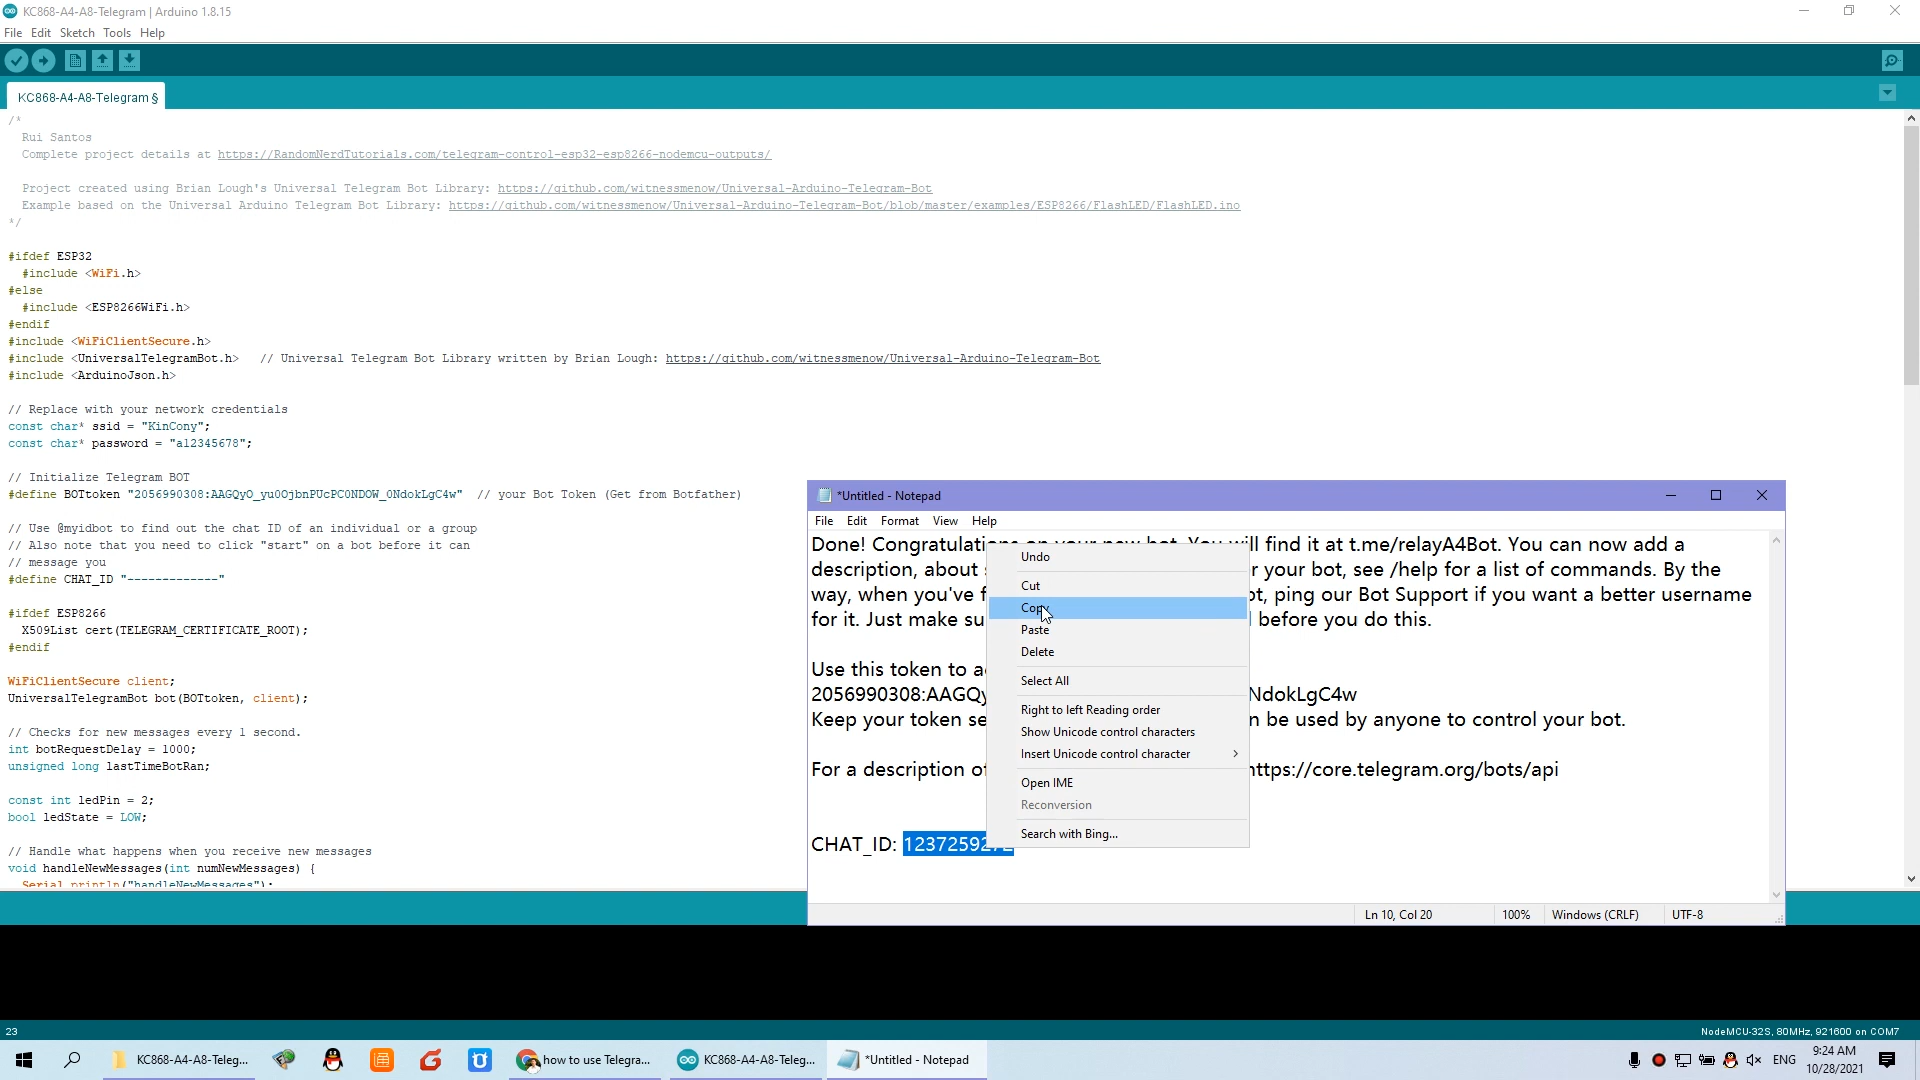 KC868-A4-A8-Telegram | Arduino 1.8.15
File Edit Sketch Tools Help
KC868-A4-A8-Telegram §
/*
Rui Santos
Complete project details at https://RandomNerdTutorials.com/telegram-control-esp32-esp8266-nodemcu-outputs/
Project created using Brian Lough's Universal Telegram Bot Library: https://github.com/witnessmenow/Universal-Arduino-Telegram-Bot
Example based on the Universal Arduino Telegram Bot Library: https://github.com/witnessmenow/Universal-Arduino-Telegram-Bot/blob/master/examples/ESP8266/FlashLED/FlashLED.ino
*/
#ifdef ESP32
#include <WiFi.h>
#else
#include <ESP8266WiFi.h>
#endif
#include <WiFiClientSecure.h>
#include <UniversalTelegramBot.h> // Universal Telegram Bot Library written by Brian Lough: https://github.com/witnessmenow/Universal-Arduino-Telegram-Bot
#include <ArduinoJson.h>
// Replace with your network credentials
const char* ssid = "KinCony";
const char* password = "a12345678";
// Initialize Telegram BOT
#define BOTtoken "2056990308:AAGQyO_yu0OjbnPUcPC0NDOW_0NdokLgC4w" // your Bot Token (Get from Botfather)
// Use @myidbot to find out the chat ID of an individual or a group
// Also note that you need to click "start" on a bot before it can
// message you
#define CHAT_ID "-------------"
#ifdef ESP8266
X509List cert(TELEGRAM_CERTIFICATE_ROOT);
#endif
WiFiClientSecure client;
UniversalTelegramBot bot(BOTtoken, client);
// Checks for new messages every 1 second.
int botRequestDelay = 1000;
unsigned long lastTimeBotRan;
const int ledPin = 2;
bool ledState = LOW;
// Handle what happens when you receive new messages
void handleNewMessages(int numNewMessages) {
Serial.println("handleNewMessages");
*Untitled - Notepad
File Edit Format View Help
Done! Congratulations on your new bot. You will find it at t.me/relayA4Bot. You can now add a
description, about r your bot, see /help for a list of commands. By the
way, when you've ot, ping our Bot Support if you want a better username
for it. Just make su before you do this.
Use this token to a
2056990308:AAGQy NdokLgC4w
Keep your token se n be used by anyone to control your bot.
For a description of https://core.telegram.org/bots/api
CHAT_ID: 1237259272
Undo
Cut
Copy
Paste
Delete
Select All
Right to left Reading order
Show Unicode control characters
Insert Unicode control character
Open IME
Reconversion
Search with Bing...
Ln 10, Col 20 100% Windows (CRLF) UTF-8
23 NodeMCU-32S, 80MHz, 921600 on COM7
KC868-A4-A8-Teleg... how to use Telegra... KC868-A4-A8-Teleg... *Untitled - Notepad ENG 9:24 AM
10/28/2021